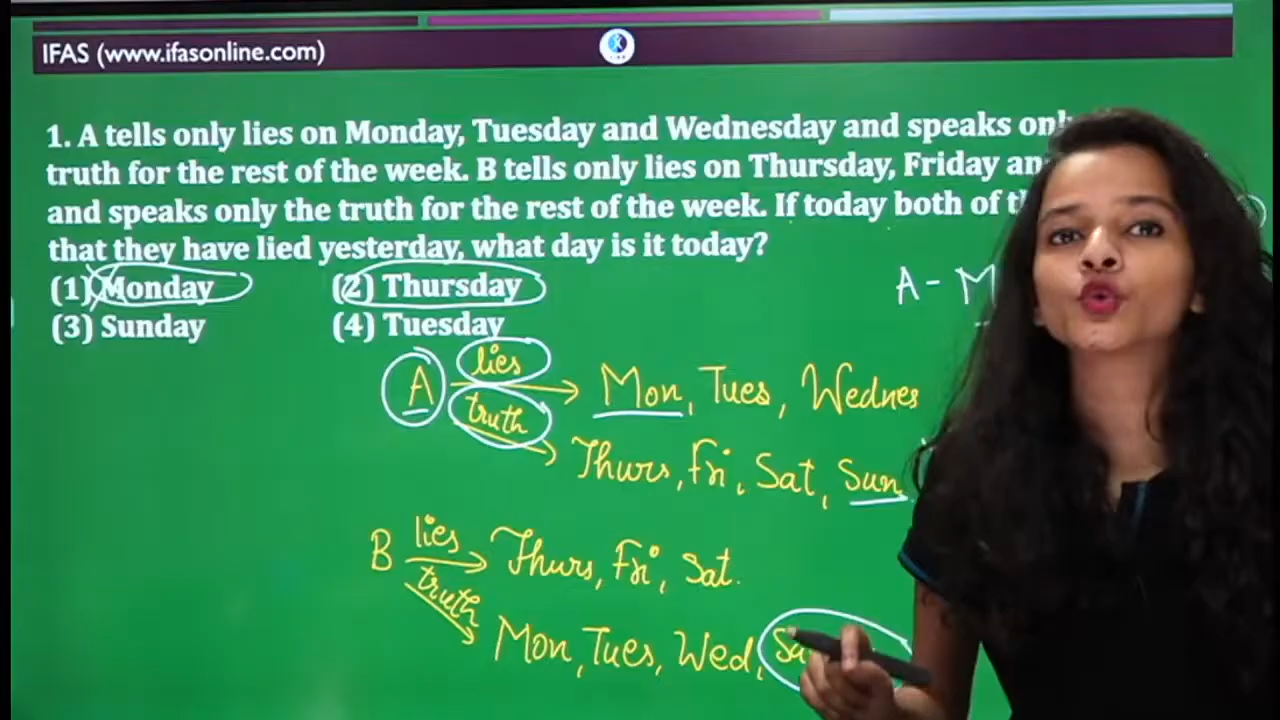 IFAS (www.ifasonline.com)
1. A tells only lies on Monday, Tuesday and Wednesday and speaks
truth for the rest of the week. B tells only lies on Thursday, Friday
and speaks only the truth for the rest of the week. If today both of
that they have lied yesterday, what day is it today?
(1) Monday (2) Thursday
(3) Sunday (4) Tuesday
A - M
A lies Mon, Tues, Wednes
truth Thurs, Fri, Sat, Sun
B lies Thurs, Fri, Sat.
truth Mon, Tues, Wed,